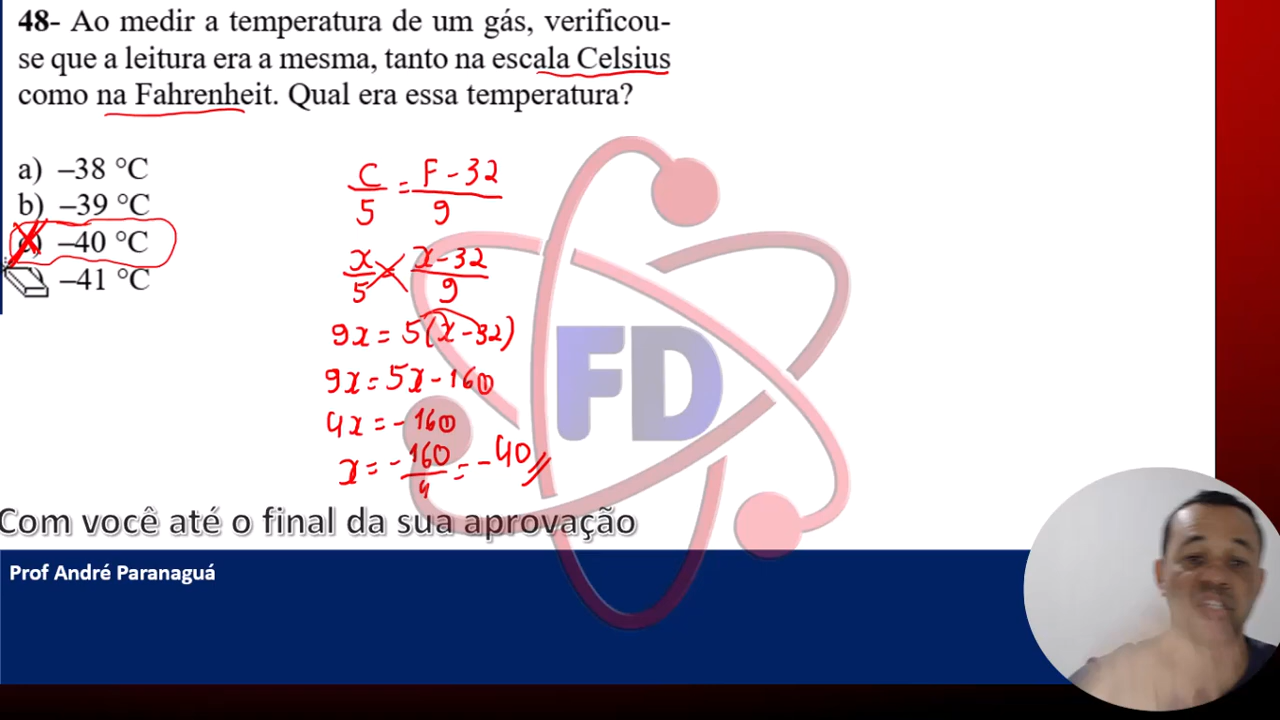 48- Ao medir a temperatura de um gás, verificou-
se que a leitura era a mesma, tanto na escala Celsius
como na Fahrenheit. Qual era essa temperatura?
a) –38 °C
b) –39 °C
c) –40 °C
–41 °C
C/5 = F - 32/9
x/5 = x - 32/9
9x = 5(x - 32)
9x = 5x - 160
4x = - 160
x = - 160/4 = - 40//
FD
Com você até o final da sua aprovação
Prof André Paranaguá